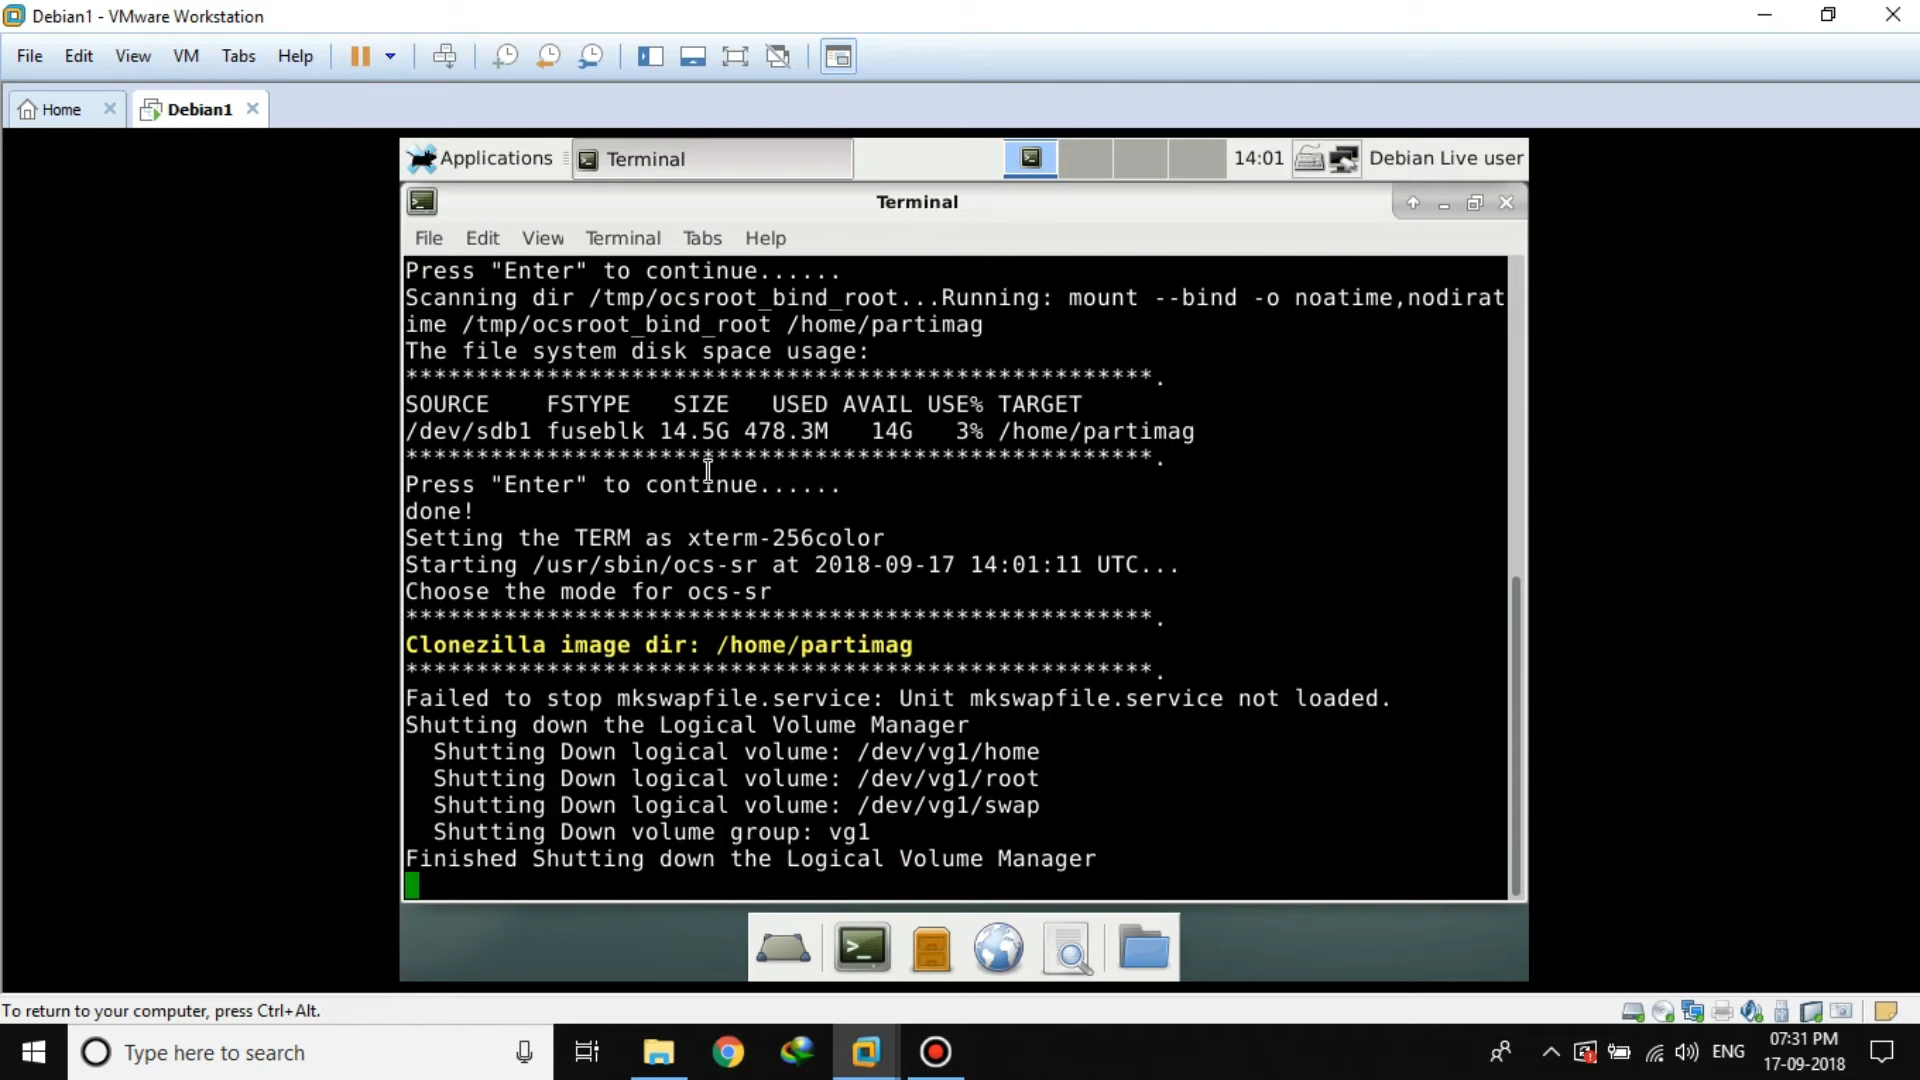 Debian1 - VMware Workstation
File Edit View VM Tabs Help
Home Debian1
Applications Terminal 14:01 Debian Live user
Terminal
File Edit View Terminal Tabs Help
Press "Enter" to continue......
Scanning dir /tmp/ocsroot_bind_root...Running: mount --bind -o noatime,nodirat
ime /tmp/ocsroot_bind_root /home/partimag
The file system disk space usage:
*****************************************************.
SOURCE    FSTYPE   SIZE   USED AVAIL USE% TARGET
/dev/sdb1 fuseblk 14.5G 478.3M   14G   3% /home/partimag
*****************************************************.
Press "Enter" to continue......
done!
Setting the TERM as xterm-256color
Starting /usr/sbin/ocs-sr at 2018-09-17 14:01:11 UTC...
Choose the mode for ocs-sr
*****************************************************.
Clonezilla image dir: /home/partimag
*****************************************************.
Failed to stop mkswapfile.service: Unit mkswapfile.service not loaded.
Shutting down the Logical Volume Manager
  Shutting Down logical volume: /dev/vg1/home
  Shutting Down logical volume: /dev/vg1/root
  Shutting Down logical volume: /dev/vg1/swap
  Shutting Down volume group: vg1
Finished Shutting down the Logical Volume Manager
To return to your computer, press Ctrl+Alt.
Type here to search
ENG
07:31 PM
17-09-2018